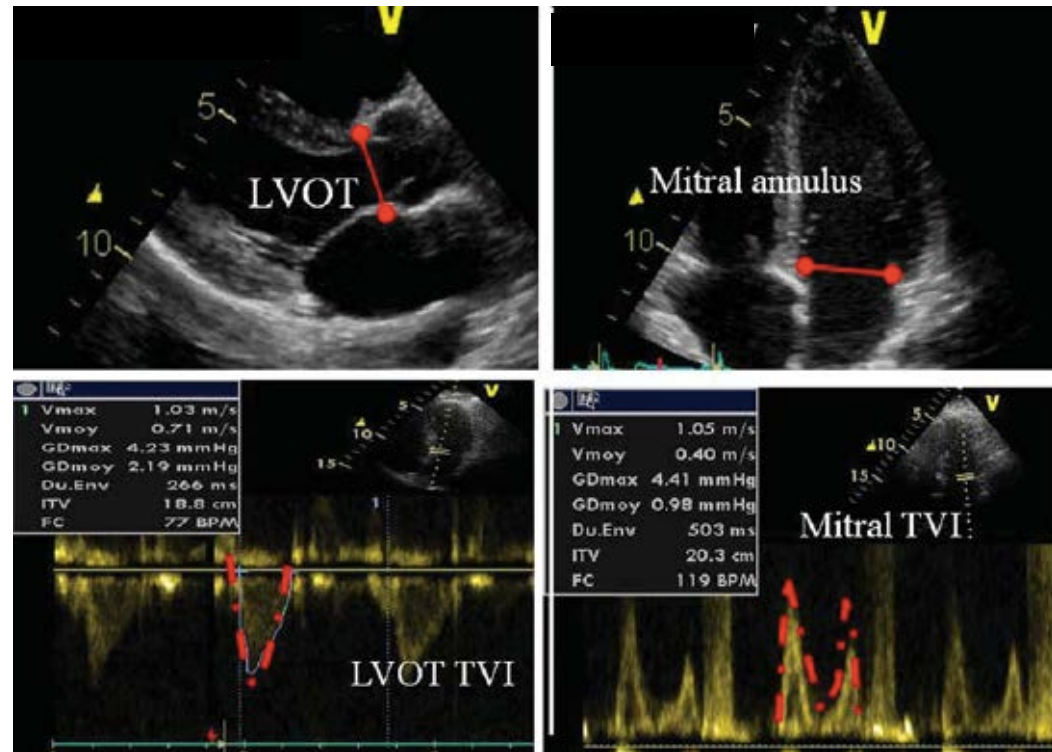 V
5
LVOT
10
V
5
Mitral annulus
10
1 Vmax 1.03 m/s
Vmoy 0.71 m/s
GDmax 4.23 mmHg
GDmoy 2.19 mmHg
Du.Env 266 ms
ITV 18.8 cm
FC 77 BPM
V
5
10
15
1
LVOT TVI
1 Vmax 1.05 m/s
Vmoy 0.40 m/s
GDmax 4.41 mmHg
GDmoy 0.98 mmHg
Du.Env 503 ms
ITV 20.3 cm
FC 119 BPM
V
5
10
15
Mitral TVI